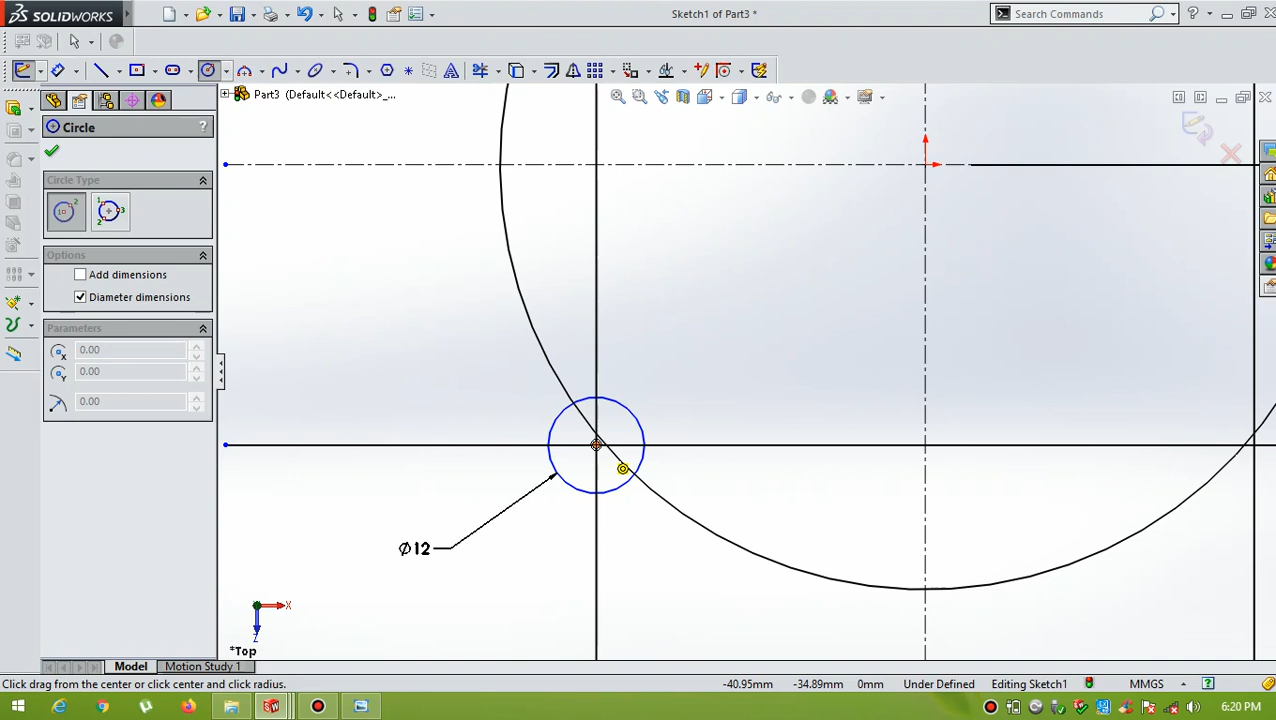 SOLIDWORKS
Sketch1 of Part3 *
Search Commands
Part3 (Default<<Default>_...
Circle
?
Circle Type
Options
Add dimensions
Diameter dimensions
Parameters
0.00
0.00
0.00
Ø12
X
Z
*Top
Model
Motion Study 1
Click drag from the center or click center and radius.
-40.95mm
-34.89mm
0mm
Under Defined
Editing Sketch1
MMGS
6:20 PM